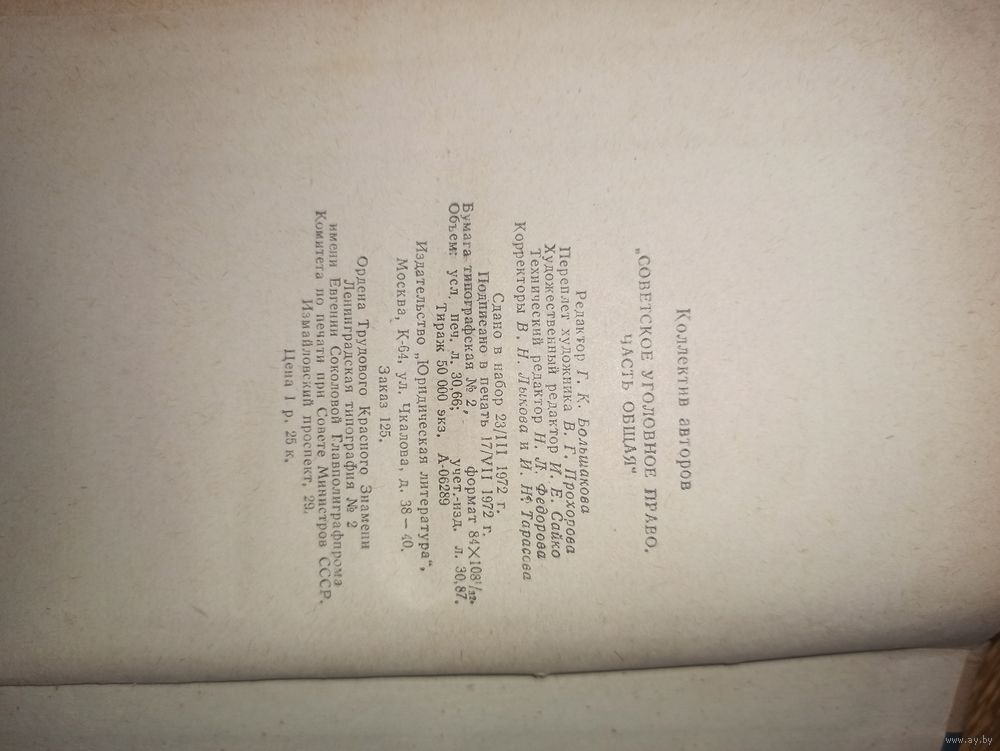 Коллектив авторов
„СОВЕТСКОЕ УГОЛОВНОЕ ПРАВО.
ЧАСТЬ ОБЩАЯ“
Редактор Г. К. Большакова
Переплет художника В. Г. Прохорова
Художественный редактор И. Е. Сайко
Технический редактор Н. Л. Федорова
Корректоры В. Н. Лыкова и И. Н. Тарасова
Сдано в набор 23/III 1972 г.
Подписано в печать 17/VII 1972 г.
Бумага типографская № 2, формат 84×108¹/₃₂.
Объем: усл. печ. л. 30,66; учет.-изд. л. 30,87.
Тираж 50 000 экз. А-06289
Издательство „Юридическая литература“,
Москва, К-64, ул. Чкалова, д. 38—40.
Заказ 125.
Ордена Трудового Красного Знамени
Ленинградская типография № 2
имени Евгении Соколовой Главполиграфпрома
Комитета по печати при Совете Министров СССР.
Измайловский проспект, 29.
Цена 1 р. 25 к.
www.ay.by